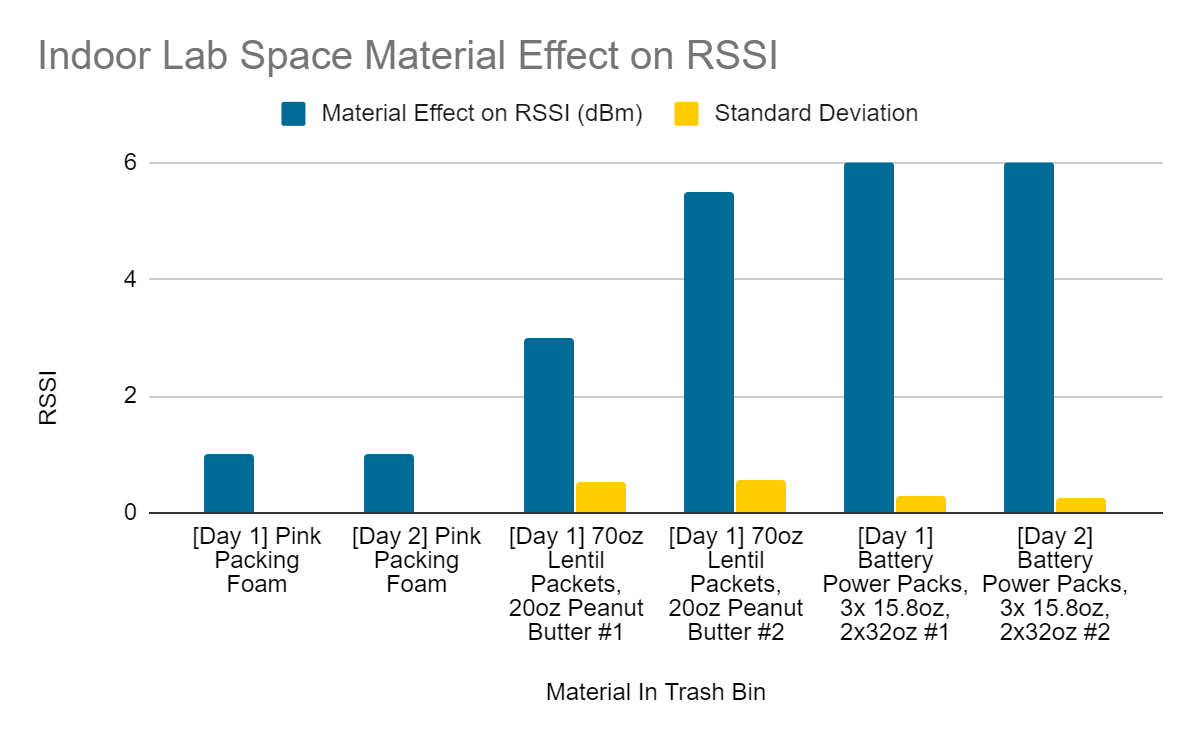 Indoor Lab Space Material Effect on RSSI
Material Effect on RSSI (dBm)
Standard Deviation
6
4
2
0
RSSI
[Day 1] Pink
Packing
Foam
[Day 2] Pink
Packing
Foam
[Day 1] 70oz
Lentil
Packets,
20oz Peanut
Butter #1
[Day 1] 70oz
Lentil
Packets,
20oz Peanut
Butter #2
[Day 1]
Battery
Power Packs,
3x 15.8oz,
2x32oz #1
[Day 2]
Battery
Power Packs,
3x 15.8oz,
2x32oz #2
Material In Trash Bin